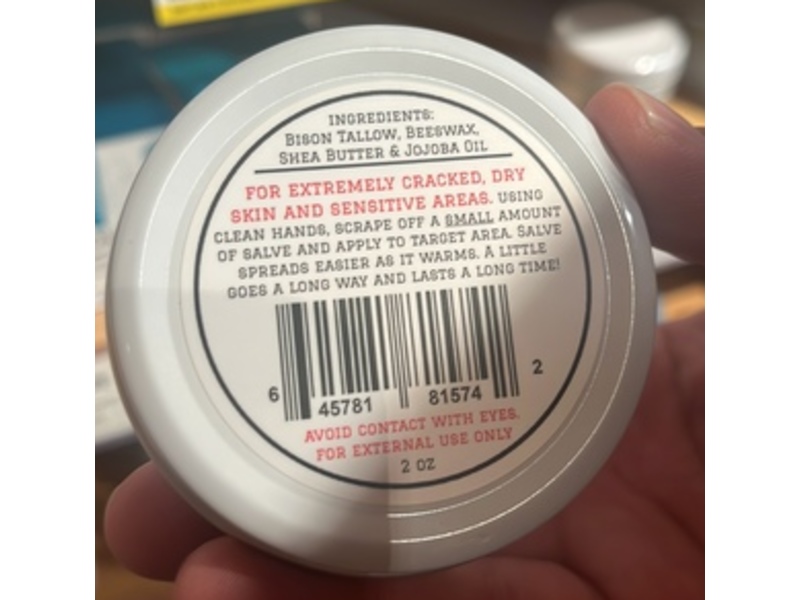 INGREDIENTS:
BISON TALLOW, BEESWAX,
SHEA BUTTER & JOJOBA OIL
FOR EXTREMELY CRACKED, DRY
SKIN AND SENSITIVE AREAS. USING
CLEAN HANDS, SCRAPE OFF A SMALL AMOUNT
OF SALVE AND APPLY TO TARGET AREA. SALVE
SPREADS EASIER AS IT WARMS. A LITTLE
GOES A LONG WAY AND LASTS A LONG TIME!
6 45781 81574 2
AVOID CONTACT WITH EYES.
FOR EXTERNAL USE ONLY
2 OZ